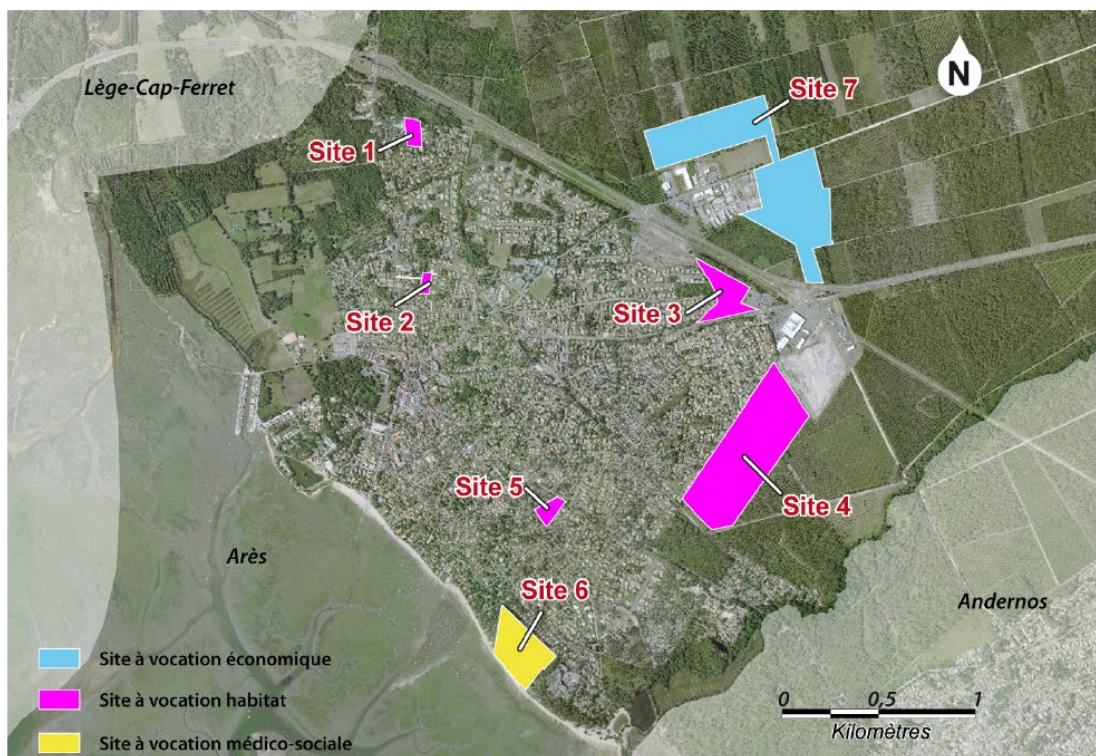 Lège-Cap-Ferret
N
Site 7
Site 1
Site 2
Site 3
Site 5
Site 4
Arès
Site 6
Andernos
Site à vocation économique
Site à vocation habitat
Site à vocation médico-sociale
0 0,5 1
Kilomètres